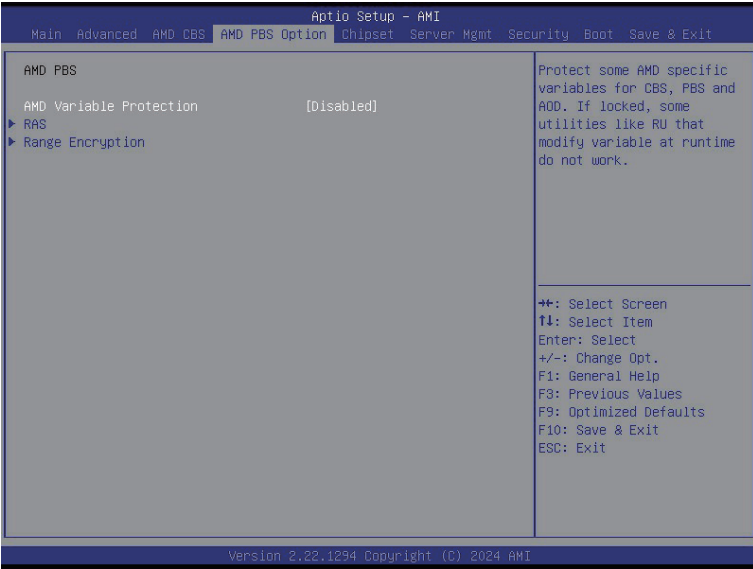 Aptio Setup - AMI
Main Advanced AMD CBS AMD PBS Option Chipset Server Mgmt Security Boot Save & Exit
AMD PBS
AMD Variable Protection [Disabled]
▶ RAS
▶ Range Encryption
Protect some AMD specific
variables for CBS, PBS and
AOD. If locked, some
utilities like RU that
modify variable at runtime
do not work.
→←: Select Screen
↑↓: Select Item
Enter: Select
+/-: Change Opt.
F1: General Help
F3: Previous Values
F9: Optimized Defaults
F10: Save & Exit
ESC: Exit
Version 2.22.1294 Copyright (C) 2024 AMI